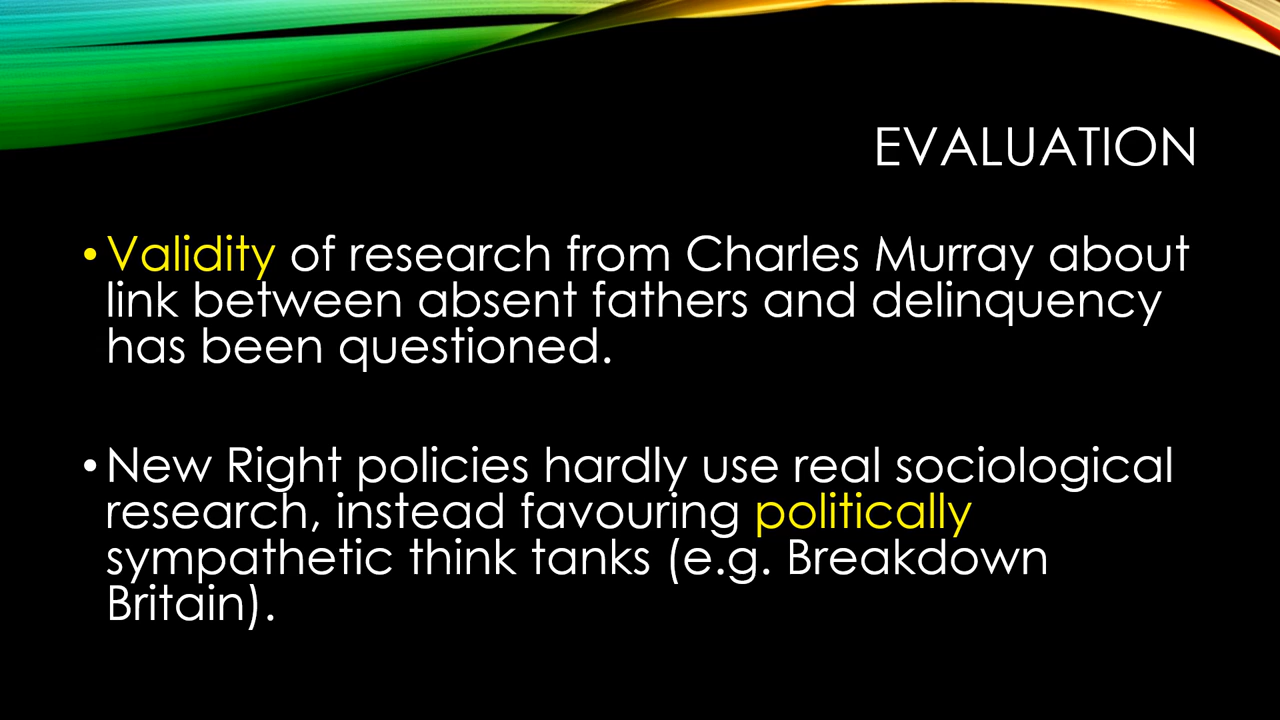 EVALUATION
• Validity of research from Charles Murray about
link between absent fathers and delinquency
has been questioned.
• New Right policies hardly use real sociological
research, instead favouring politically
sympathetic think tanks (e.g. Breakdown
Britain).